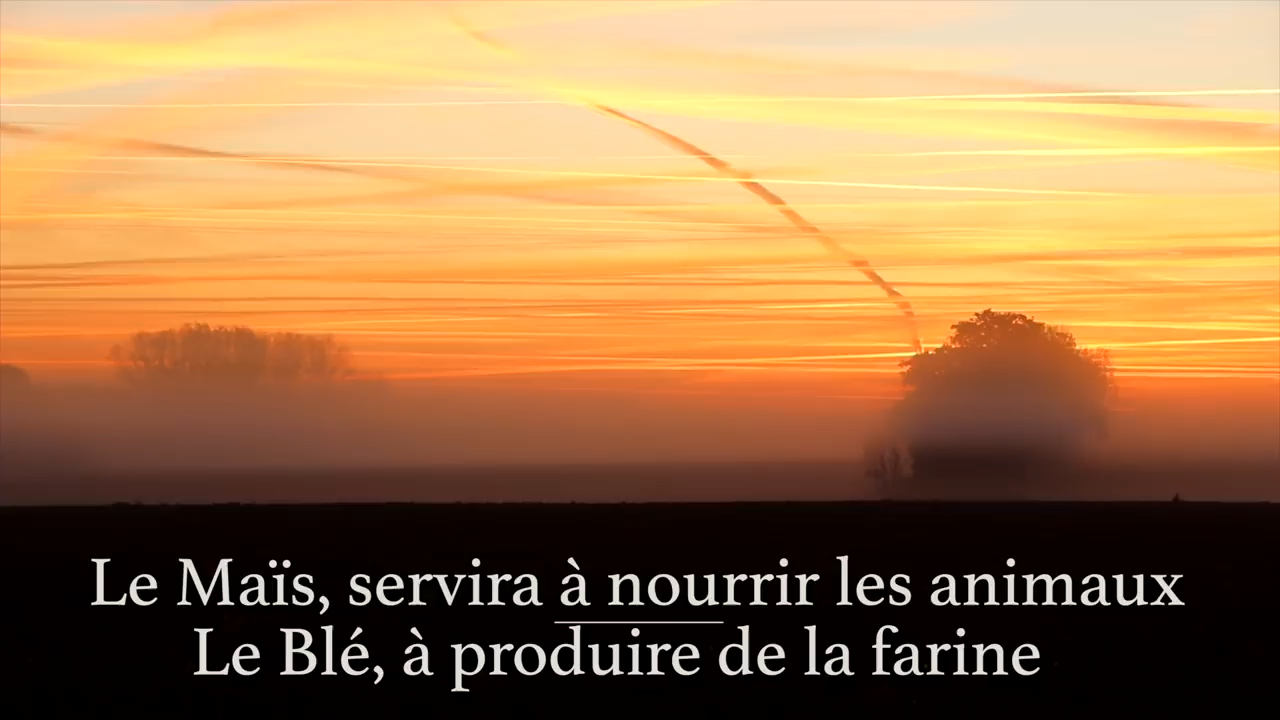 Le Maïs, servira à nourrir les animaux
Le Blé, à produire de la farine